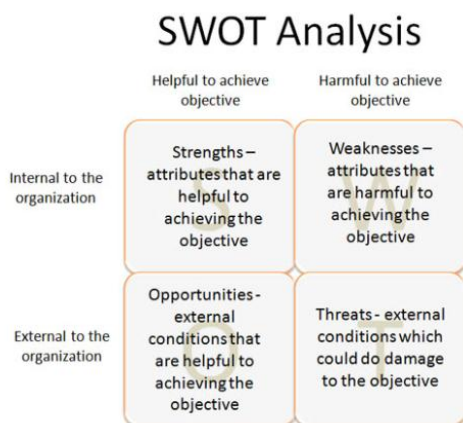 SWOT Analysis
Helpful to achieve
objective
Harmful to achieve
objective
Internal to the
organization
S
Strengths –
attributes that are
helpful to
achieving the
objective
W
Weaknesses –
attributes that
are harmful to
achieving the
objective
External to the
organization
O
Opportunities -
external
conditions that
are helpful to
achieving the
objective
T
Threats - external
conditions which
could do damage
to the objective